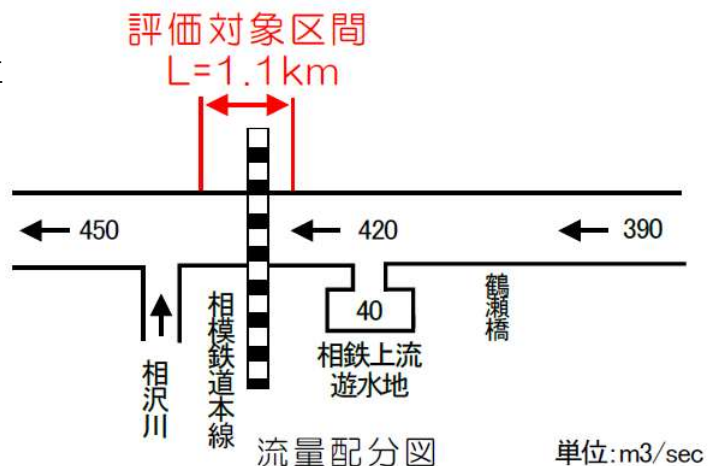 評価対象区間
L=1.1km
450
420
390
40
鶴瀬橋
相模鉄道本線
相鉄上流
遊水地
相沢川
流量配分図
単位:m3/sec